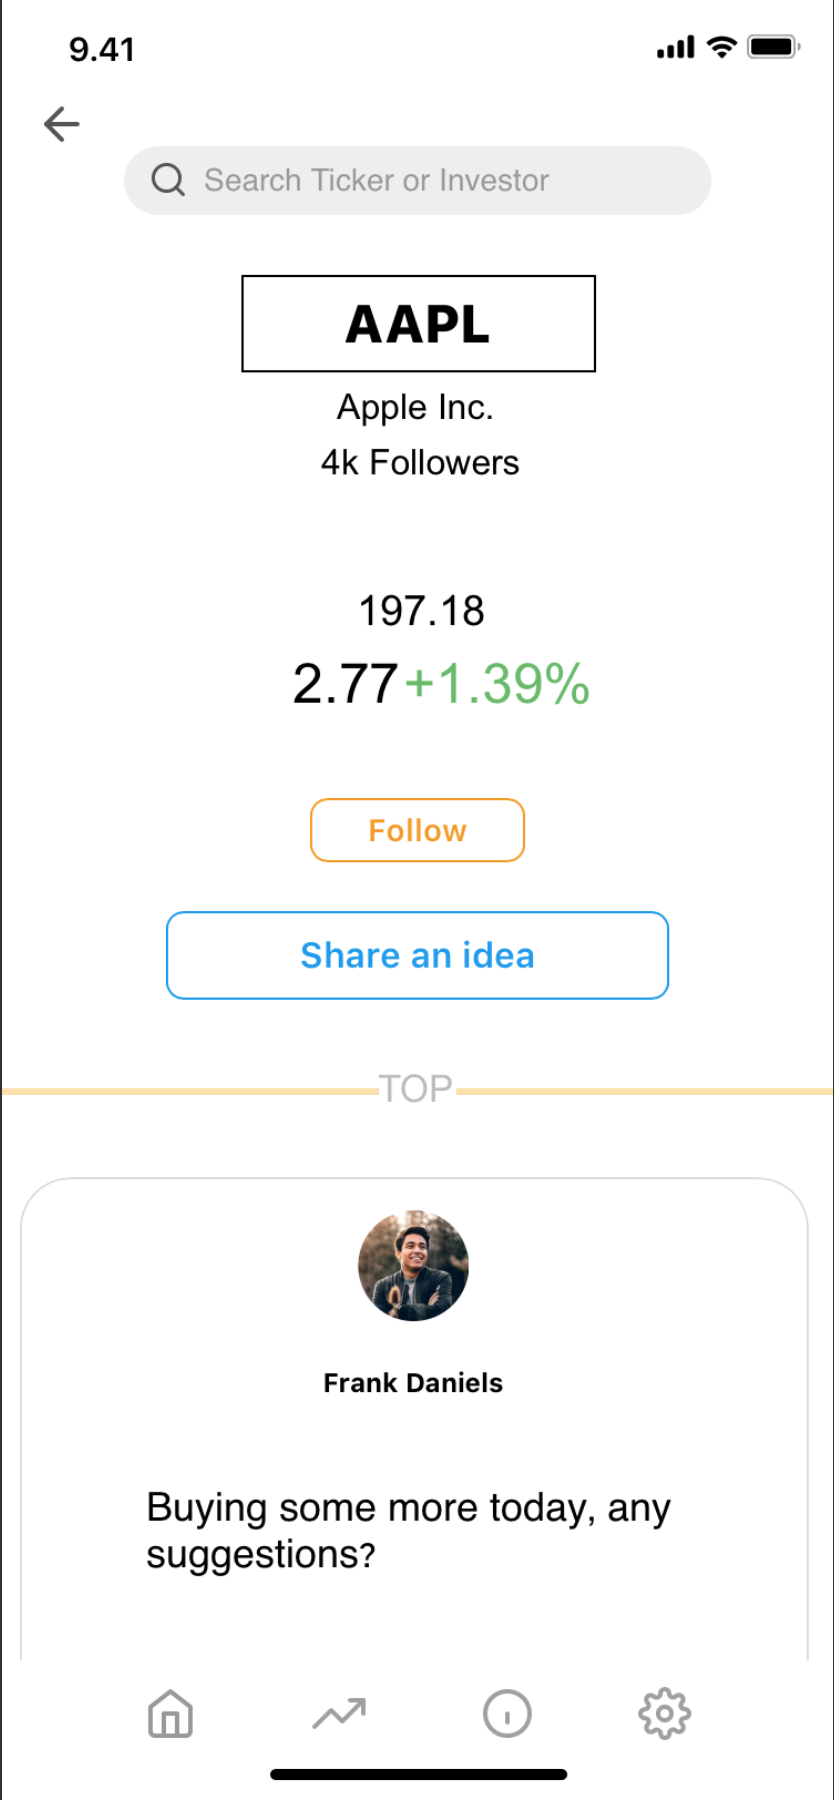 9.41
Search Ticker or Investor
AAPL
Apple Inc.
4k Followers
197.18
2.77 +1.39%
Follow
Share an idea
TOP
Frank Daniels
Buying some more today, any
suggestions?